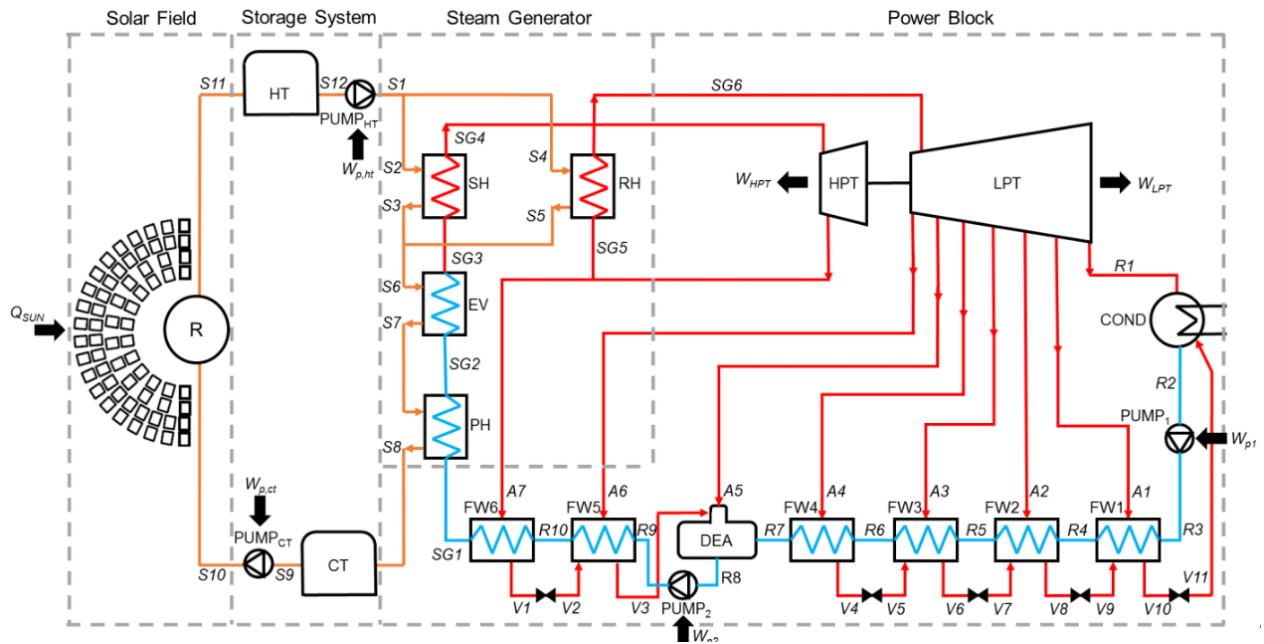 Solar Field
Storage System
Steam Generator
Power Block
S11
HT
S12
S1
PUMP_HT
W_p,ht
SG4
SG6
S2
SH
S3
S4
RH
S5
SG5
SG3
S6
EV
S7
SG2
PH
S8
SG1
W_HPT
HPT
LPT
W_LPT
R1
COND
R2
PUMP_1
W_p1
Q_SUN
R
W_p,ct
PUMP_CT
S10
S9
CT
A7
A6
A5
A4
A3
A2
A1
FW6
R10
FW5
R9
DEA
R7
FW4
R6
FW3
R5
FW2
R4
FW1
R3
R8
V1
V2
V3
PUMP_2
W_p2
V4
V5
V6
V7
V8
V9
V10
V11